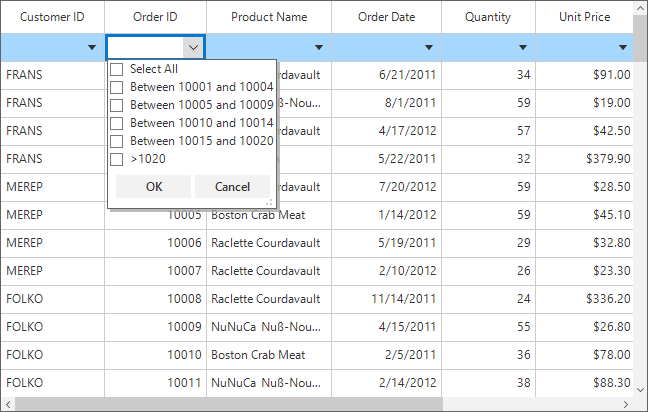 Customer ID Order ID Product Name Order Date Quantity Unit Price
Select All
Between 10001 and 10004
Between 10005 and 10009
Between 10010 and 10014
Between 10015 and 10020
>1020
OK Cancel
FRANS Courdavault 6/21/2011 34 $91.00
FRANS ß-Nou... 8/1/2011 59 $19.00
FRANS Courdavault 4/17/2012 57 $42.50
FRANS 5/22/2011 32 $379.90
MEREP Courdavault 7/20/2012 59 $28.50
MEREP 10005 Boston Crab Meat 1/14/2012 59 $45.10
MEREP 10006 Raclette Courdavault 5/19/2011 29 $32.80
MEREP 10007 Raclette Courdavault 2/10/2012 26 $23.30
FOLKO 10008 Raclette Courdavault 11/14/2011 24 $336.20
FOLKO 10009 NuNuCa Nuß-Nou... 4/15/2011 55 $26.80
FOLKO 10010 Boston Crab Meat 2/5/2011 36 $78.00
FOLKO 10011 NuNuCa Nuß-Nou... 2/14/2012 38 $88.30